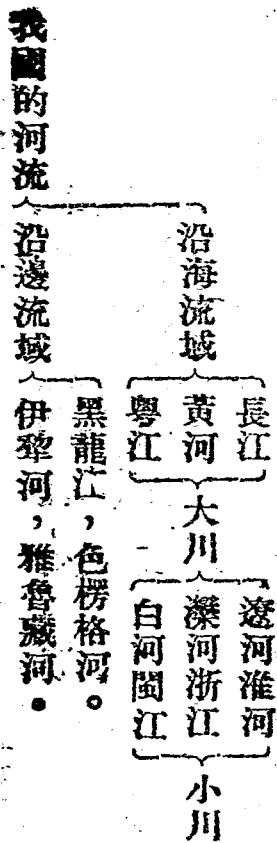 我國的河流
沿海流域
長江
黃河
粵江
大川
遼河淮河
灤河浙江
白河閩江
小川
沿邊流域
黑龍江，色楞格河。
伊犂河，雅魯藏河。